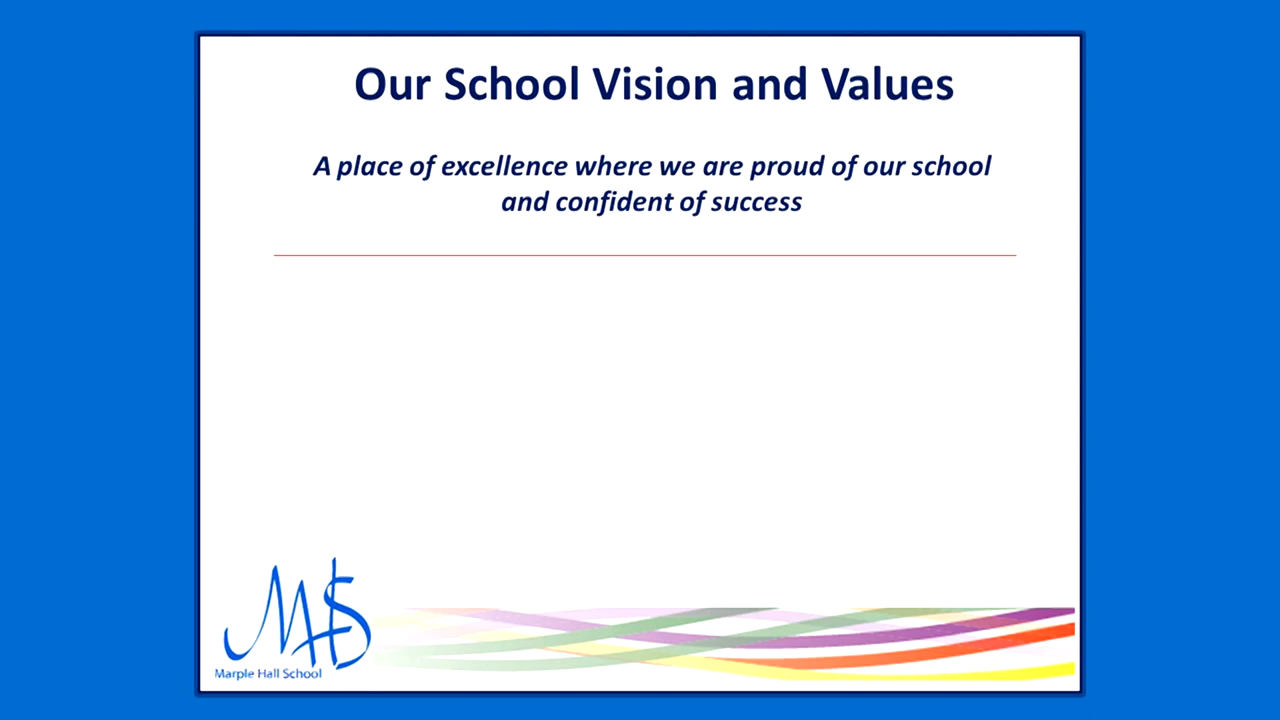 Our School Vision and Values
A place of excellence where we are proud of our school
and confident of success
MHS
Marple Hall School